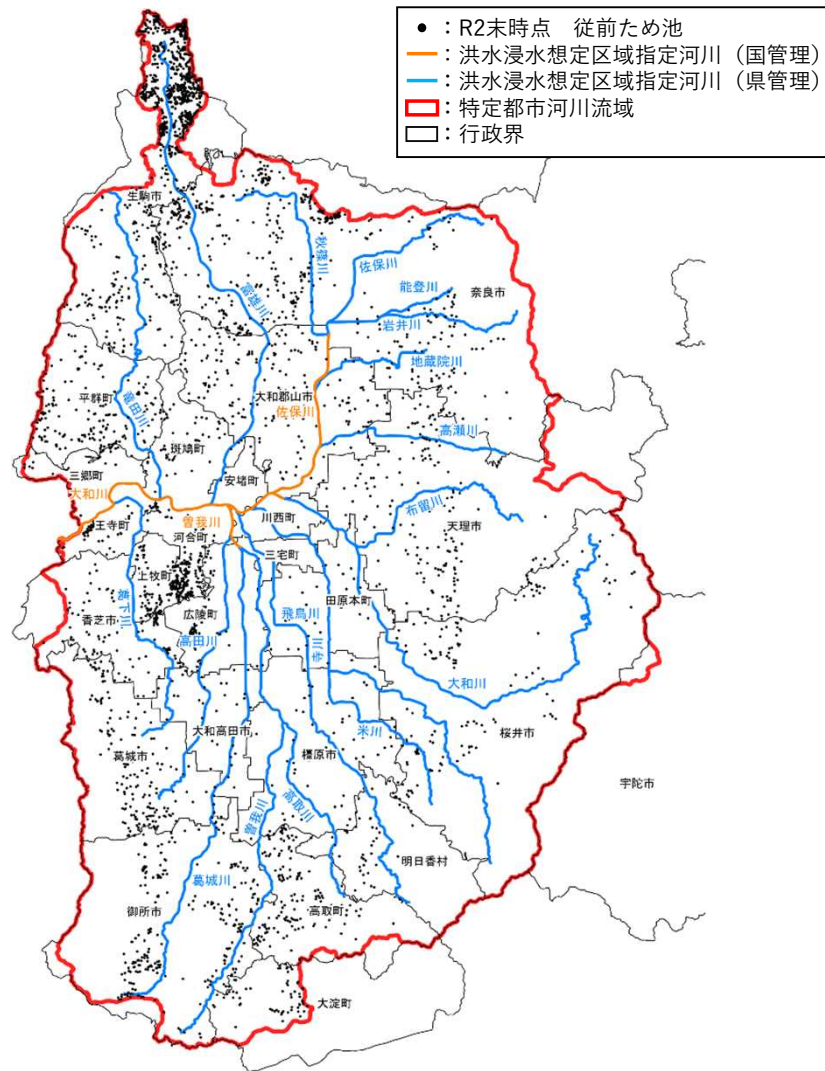 ● ：R2末時点　従前ため池
：洪水浸水想定区域指定河川（国管理）
：洪水浸水想定区域指定河川（県管理）
：特定都市河川流域
：行政界
生駒市
秋篠川
佐保川
能登川
奈良市
富雄川
岩井川
地蔵院川
平群町
竜田川
大和郡山市
佐保川
高瀬川
斑鳩町
三郷町
安堵町
大和川
布留川
王寺町
曽我川
川西町
天理市
河合町
三宅町
上牧町
田原本町
香芝市
葛下川
広陵町
飛鳥川
寺川
高田川
大和川
米川
桜井市
大和高田市
葛城市
橿原市
宇陀市
曽我川
高取川
明日香村
葛城川
御所市
高取町
大淀町